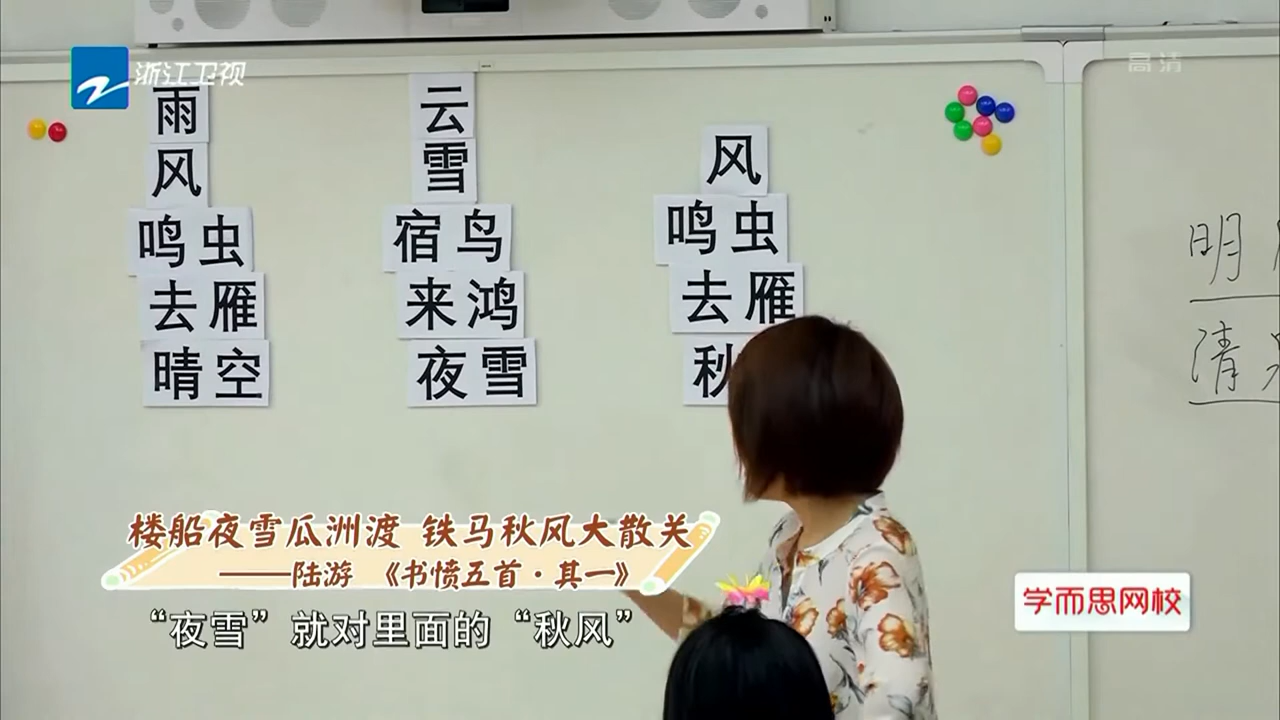 浙江卫视
高清
雨
风
鸣虫
去雁
晴空
云
雪
宿鸟
来鸿
夜雪
风
鸣虫
去雁
秋
明
清
楼船夜雪瓜洲渡 铁马秋风大散关
——陆游 《书愤五首·其一》
“夜雪”就对里面的“秋风”
学而思网校